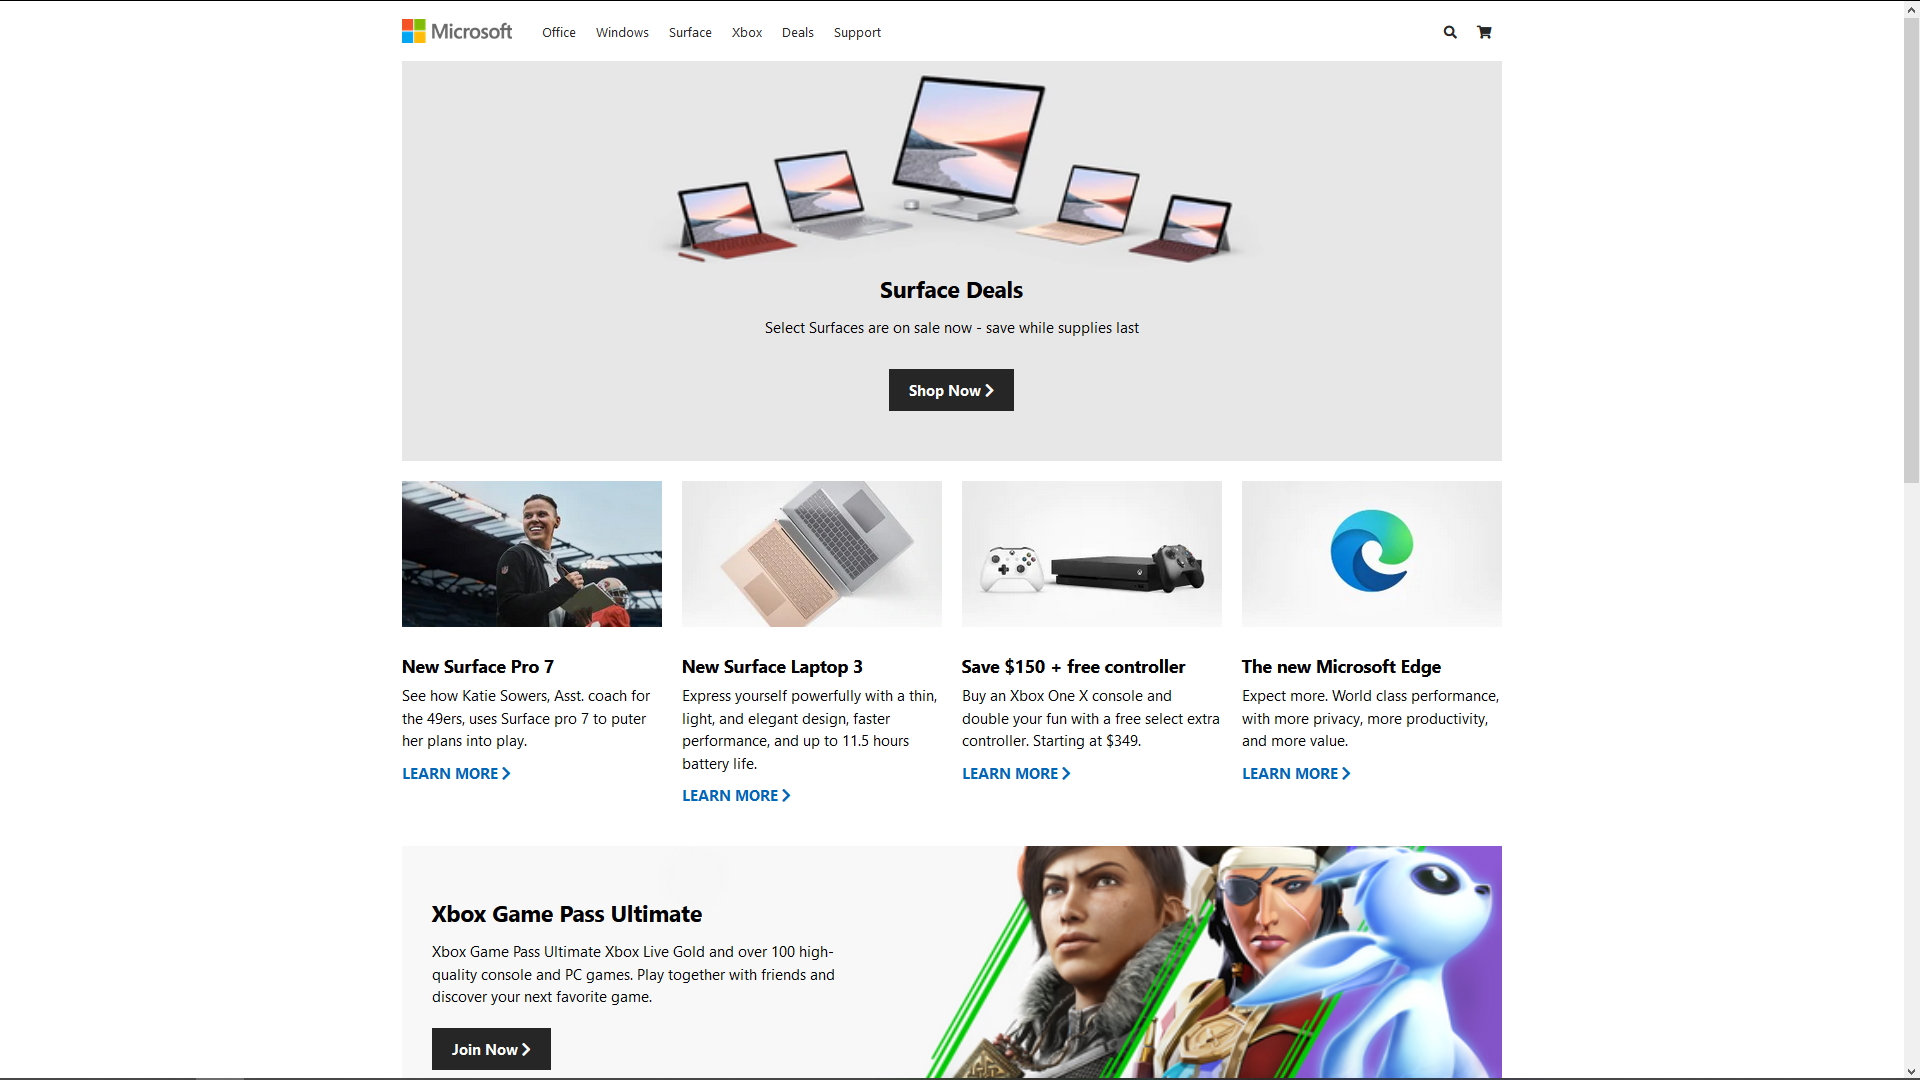 Microsoft
Office Windows Surface Xbox Deals Support
Surface Deals
Select Surfaces are on sale now - save while supplies last
Shop Now
New Surface Pro 7
See how Katie Sowers, Asst. coach for
the 49ers, uses Surface pro 7 to puter
her plans into play.
LEARN MORE
New Surface Laptop 3
Express yourself powerfully with a thin,
light, and elegant design, faster
performance, and up to 11.5 hours
battery life.
LEARN MORE
Save $150 + free controller
Buy an Xbox One X console and
double your fun with a free select extra
controller. Starting at $349.
LEARN MORE
The new Microsoft Edge
Expect more. World class performance,
with more privacy, more productivity,
and more value.
LEARN MORE
Xbox Game Pass Ultimate
Xbox Game Pass Ultimate Xbox Live Gold and over 100 high-
quality console and PC games. Play together with friends and
discover your next favorite game.
Join Now